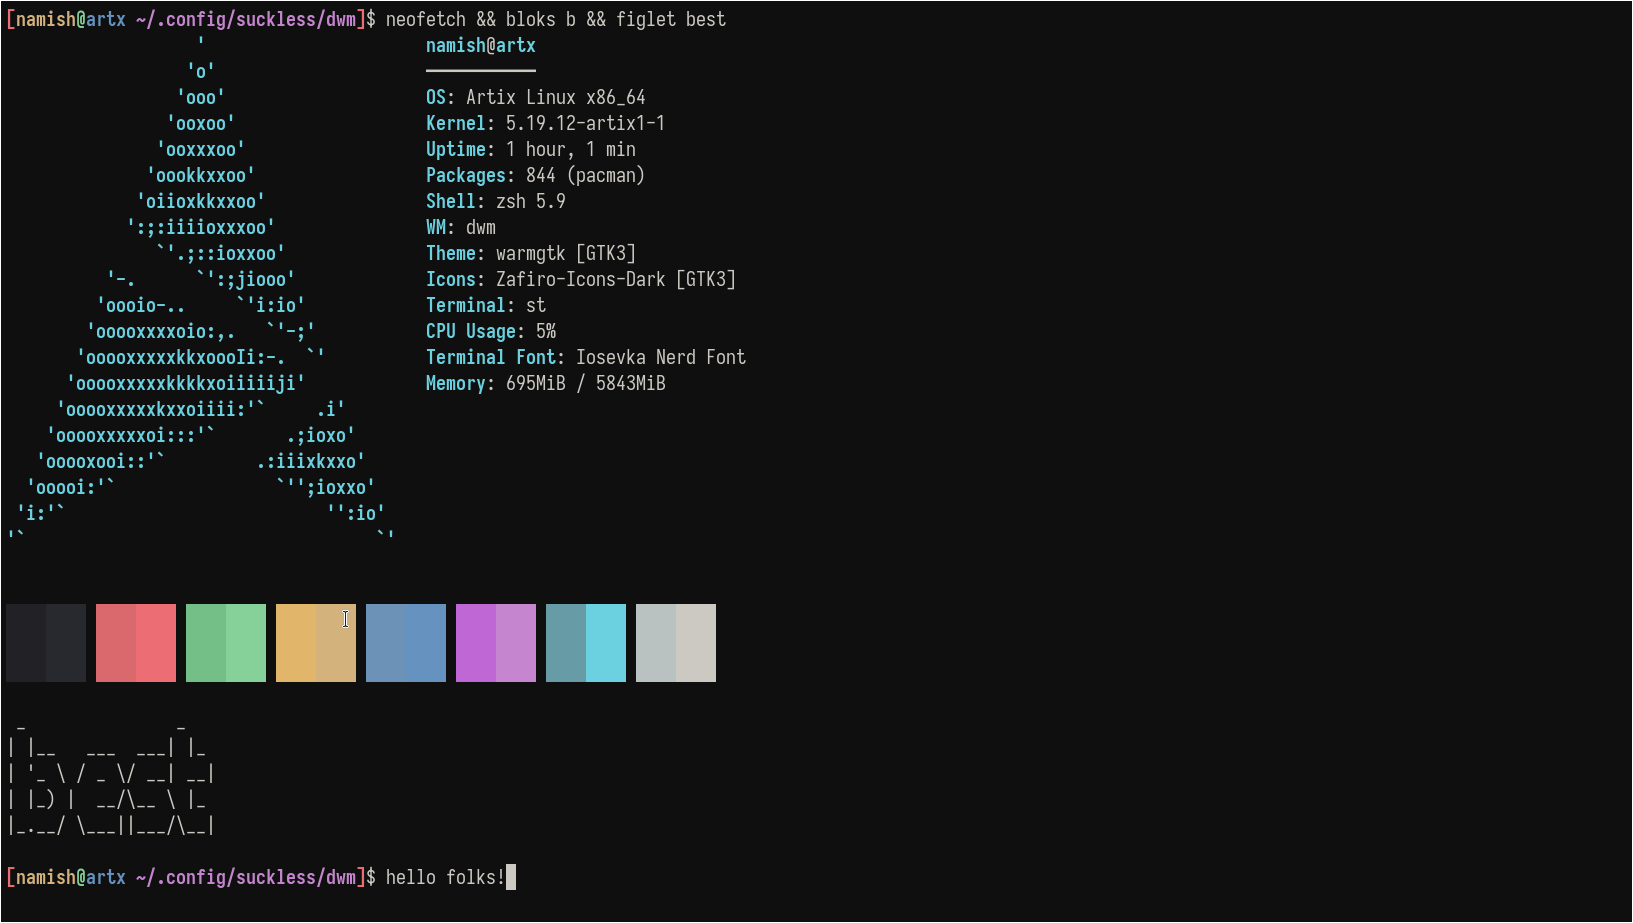 [namish@artx ~/.config/suckless/dwm]$ neofetch && bloks b && figlet best
                   '                      namish@artx
                  'o'                     ───────────
                 'ooo'                    OS: Artix Linux x86_64
                'ooxoo'                   Kernel: 5.19.12-artix1-1
               'ooxxxoo'                  Uptime: 1 hour, 1 min
              'oookkxxoo'                 Packages: 844 (pacman)
             'oiioxkkxxoo'                Shell: zsh 5.9
            ':;:iiiioxxxoo'               WM: dwm
               `'.;::ioxxoo'              Theme: warmgtk [GTK3]
          '-.      `':;jiooo'             Icons: Zafiro-Icons-Dark [GTK3]
         'oooio-..     `'i:io'            Terminal: st
        'ooooxxxxoio:,.   `'-;'           CPU Usage: 5%
       'ooooxxxxxkkxoooIi:-.  `'          Terminal Font: Iosevka Nerd Font
      'ooooxxxxxkkkkxoiiiiiji'            Memory: 695MiB / 5843MiB
     'ooooxxxxxkxxoiiii:'`     .i'
    'ooooxxxxxoi:::'`       .;ioxo'
   'ooooxooi::'`         .:iiixkxxo'
  'ooooi:'`                `'';ioxxo'
 'i:'`                          '':io'
'`                                   `'
 _               _
| |__   ___  ___| |_
| '_ \ / _ \/ __| __|
| |_) |  __/\__ \ |_
|_.__/ \___||___/\__|
[namish@artx ~/.config/suckless/dwm]$ hello folks!